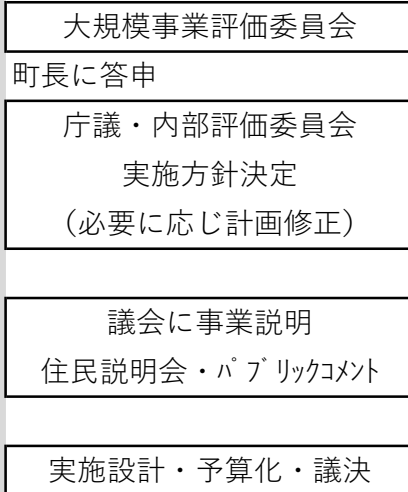 大規模事業評価委員会
町長に答申
庁議・内部評価委員会
実施方針決定
（必要に応じ計画修正）
議会に事業説明
住民説明会・ﾊﾟﾌﾞﾘｯｸｺﾒﾝﾄ
実施設計・予算化・議決